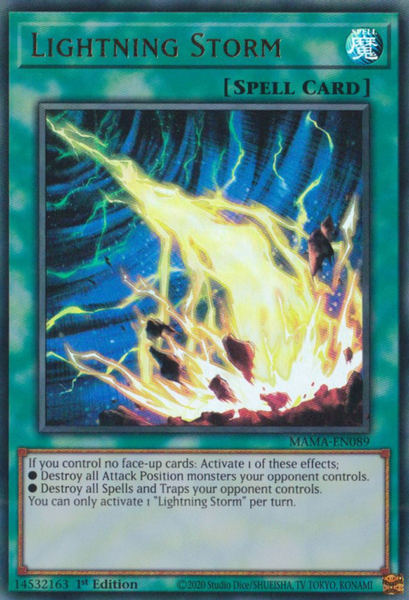 Lightning Storm
SPELL
魔
[Spell Card]
MAMA-EN089
If you control no face-up cards: Activate 1 of these effects;
● Destroy all Attack Position monsters your opponent controls.
● Destroy all Spells and Traps your opponent controls.
You can only activate 1 "Lightning Storm" per turn.
14532163 1st Edition ©2020 Studio Dice/SHUEISHA, TV TOKYO, KONAMI